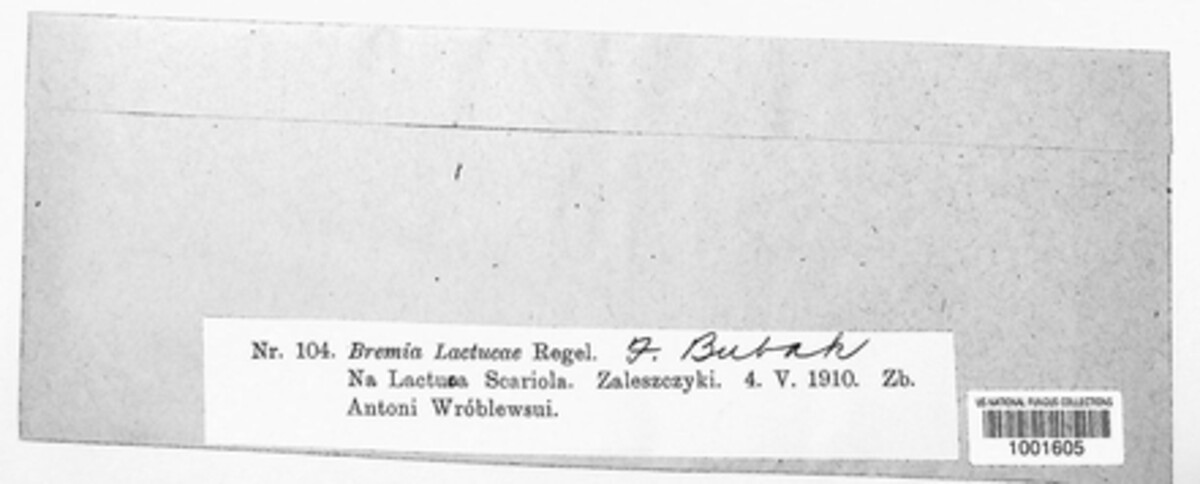 Nr. 104. Bremia Lactucae Regel. F. Bubak
Na Lactuca Scariola. Zaleszczyki. 4. V. 1910. Zb.
Antoni Wróblewsui.
US NATIONAL FUNGUS COLLECTIONS
1001605